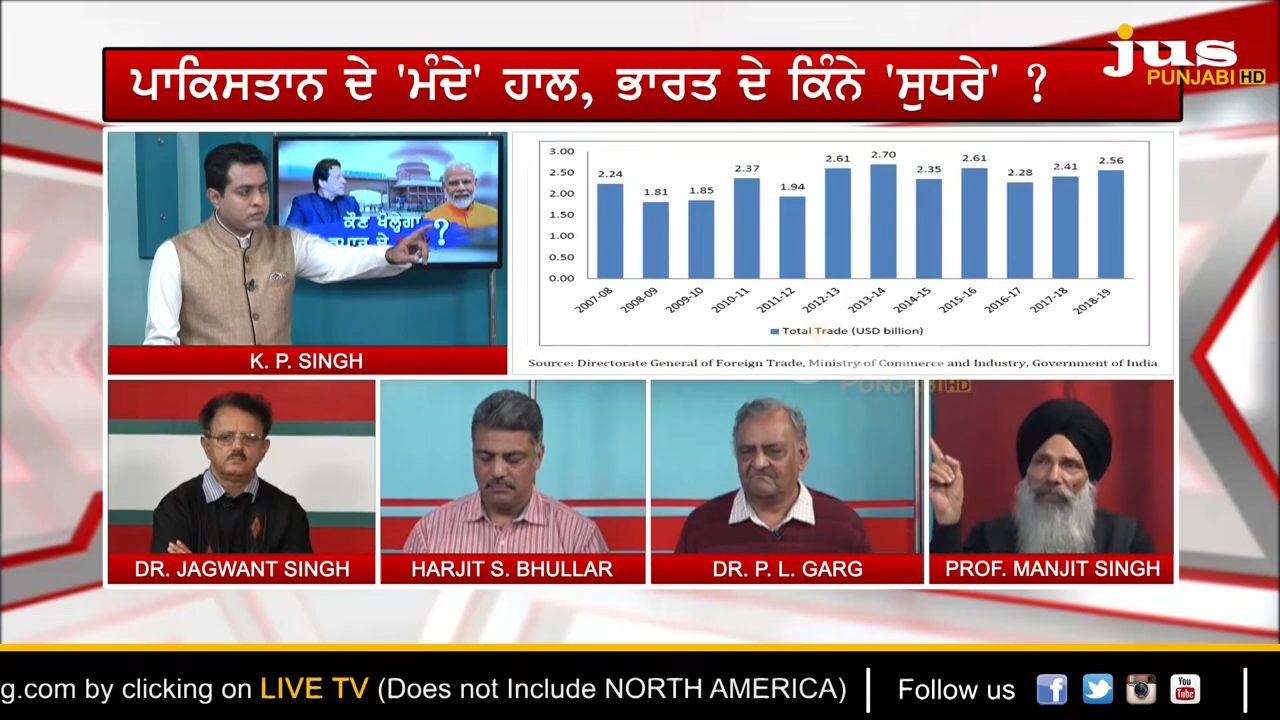 jus
PUNJABI HD
ਪਾਕਿਸਤਾਨ ਦੇ 'ਮੰਦੇ' ਹਾਲ, ਭਾਰਤ ਦੇ ਕਿੰਨੇ 'ਸੁਧਰੇ' ?
ਕੌਣ ਖੋਲ੍ਹੇਗਾ
ਦੇ ?
K. P. SINGH
3.00
2.50
2.00
1.50
1.00
0.50
0.00
2.24 1.81 1.85 2.37 1.94 2.61 2.70 2.35 2.61 2.28 2.41 2.56
2007-08 2008-09 2009-10 2010-11 2011-12 2012-13 2013-14 2014-15 2015-16 2016-17 2017-18 2018-19
Total Trade (USD billion)
Source: Directorate General of Foreign Trade, Ministry of Commerce and Industry, Government of India
PUNJABI HD
DR. JAGWANT SINGH
HARJIT S. BHULLAR
DR. P. L. GARG
PROF. MANJIT SINGH
g.com by clicking on LIVE TV (Does not Include NORTH AMERICA) Follow us
You Tube